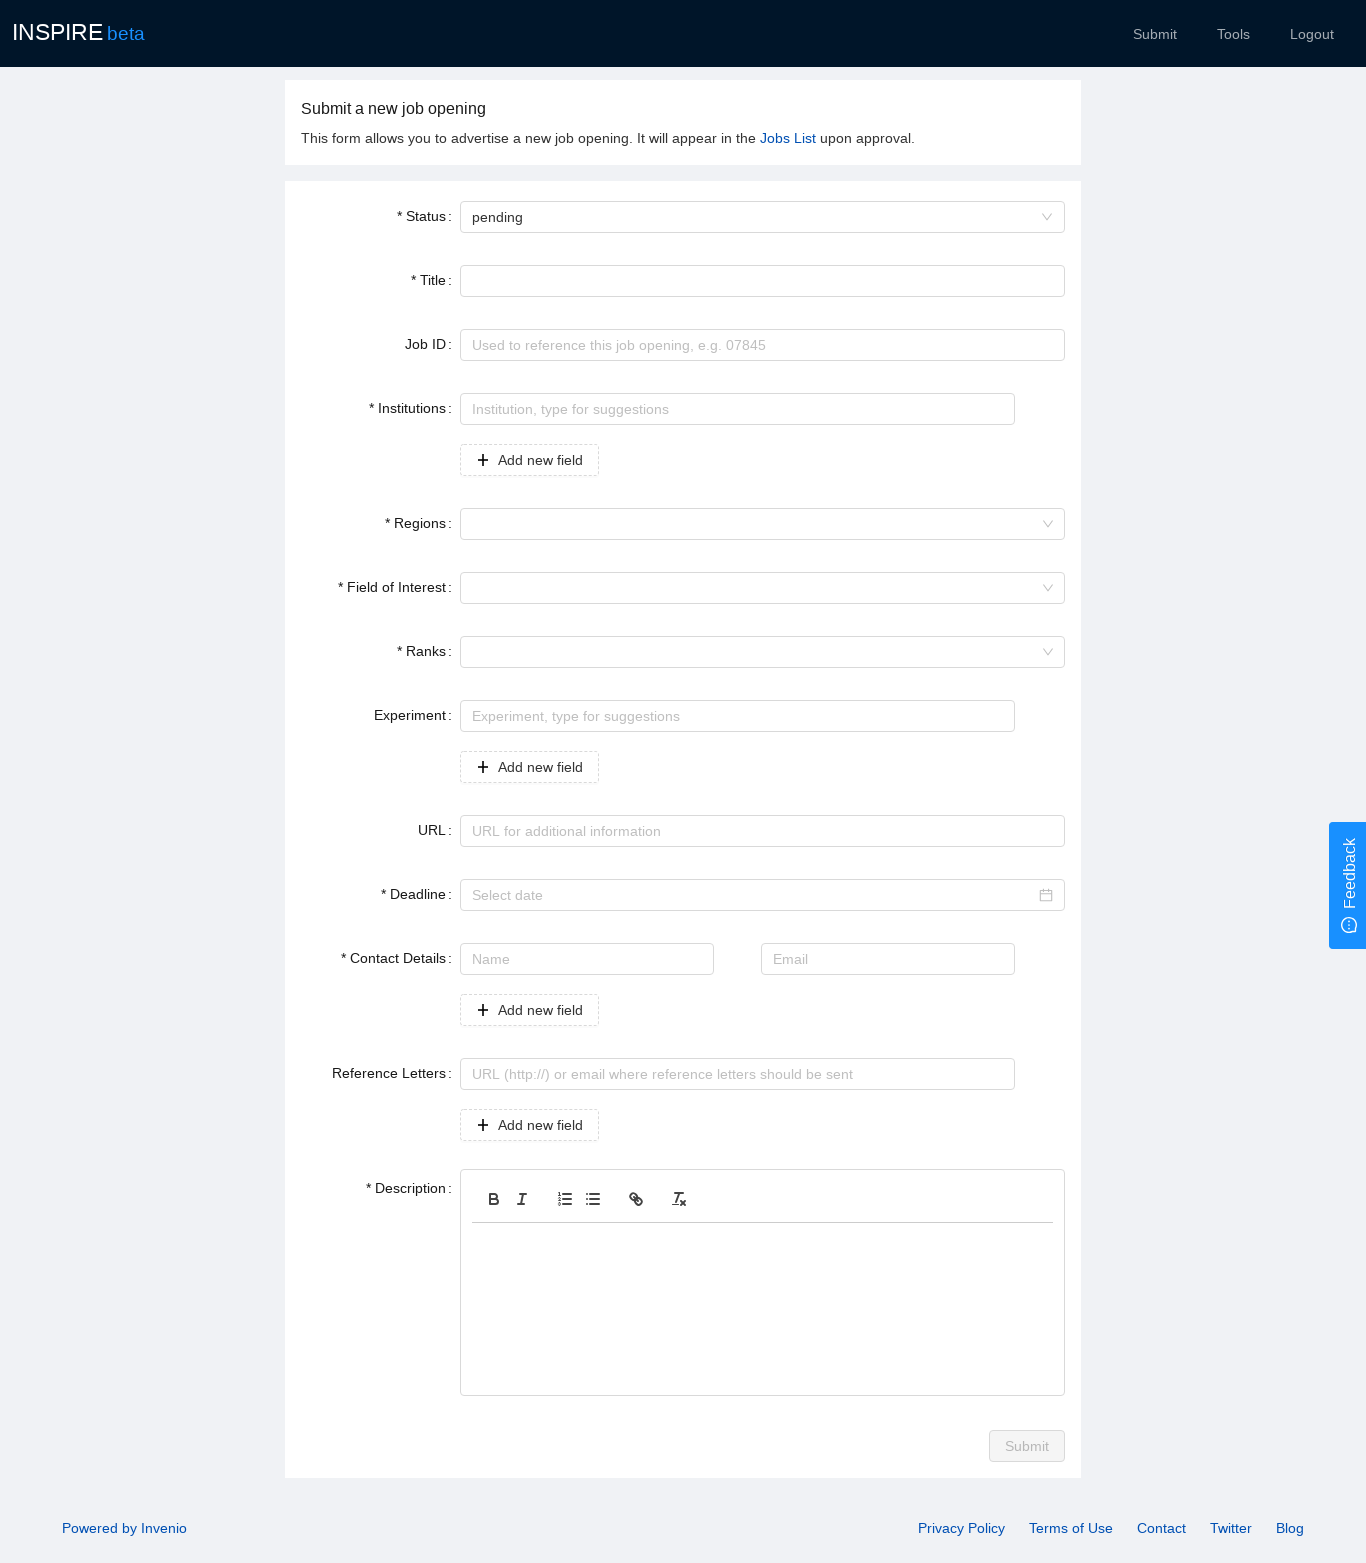 INSPIRE beta
Submit Tools Logout
Submit a new job opening
This form allows you to advertise a new job opening. It will appear in the Jobs List upon approval.
* Status: pending
* Title:
Job ID: Used to reference this job opening, e.g. 07845
* Institutions: Institution, type for suggestions
Add new field
* Regions:
* Field of Interest:
* Ranks:
Experiment: Experiment, type for suggestions
Add new field
URL: URL for additional information
* Deadline: Select date
* Contact Details: Name Email
Add new field
Reference Letters: URL (http://) or email where reference letters should be sent
Add new field
* Description:
Submit
Feedback
Powered by Invenio
Privacy Policy Terms of Use Contact Twitter Blog